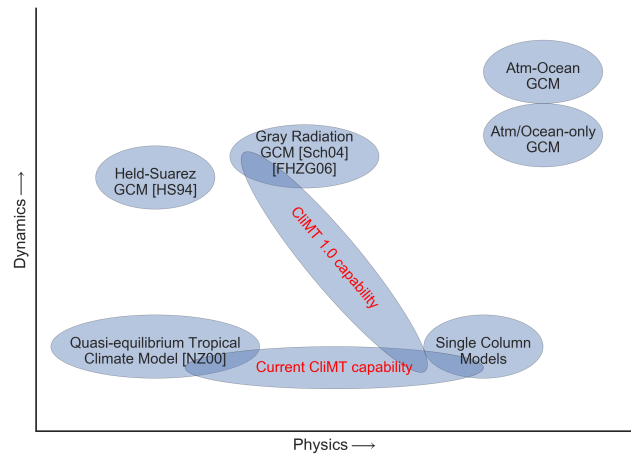 Atm-Ocean
GCM
Atm/Ocean-only
GCM
Gray Radiation
GCM [Sch04]
[FHZG06]
Held-Suarez
GCM [HS94]
CliMT 1.0 capability
Dynamics →
Quasi-equilibrium Tropical
Climate Model [NZ00]
Single Column
Models
Current CliMT capability
Physics →